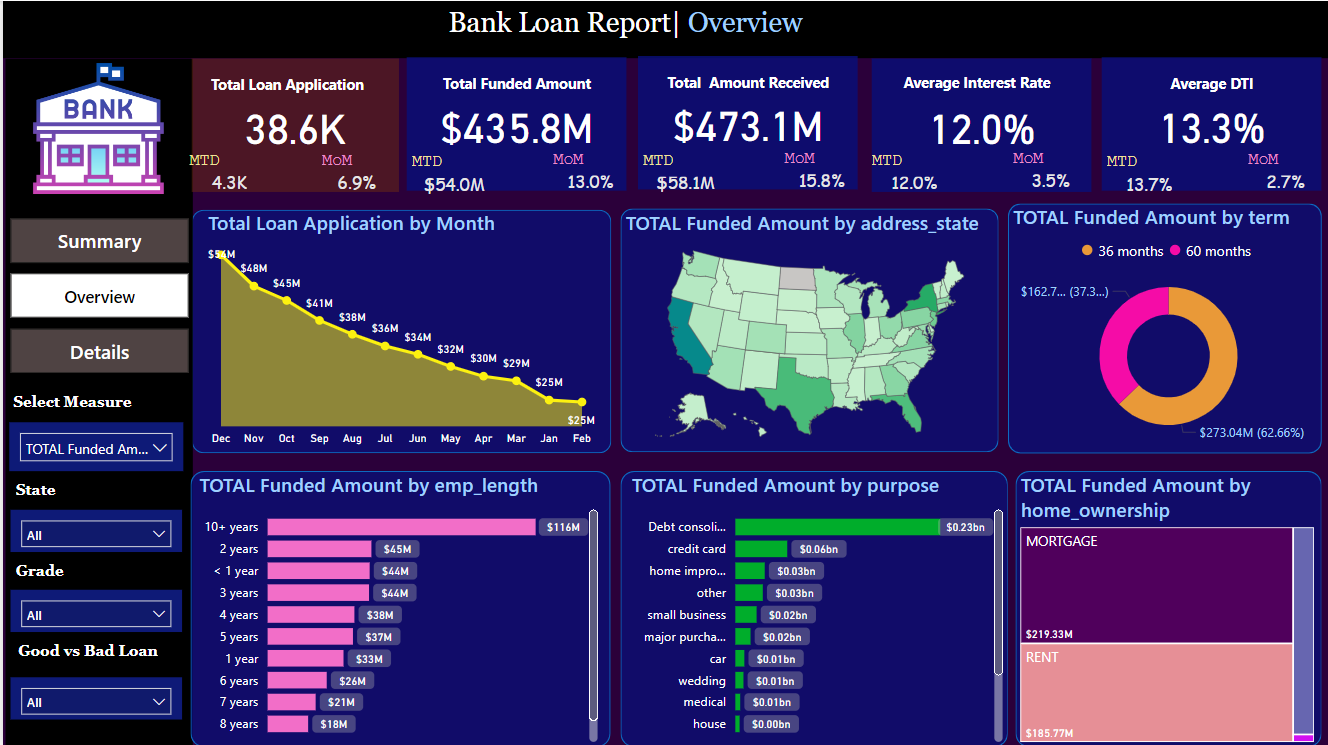 Bank Loan Report| Overview
BANK
Total Loan Application
38.6K
MTD
MoM
4.3K
6.9%
Total Funded Amount
$435.8M
MTD
MoM
$54.0M
13.0%
Total Amount Received
$473.1M
MTD
MoM
$58.1M
15.8%
Average Interest Rate
12.0%
MTD
MoM
12.0%
3.5%
Average DTI
13.3%
MTD
MoM
13.7%
2.7%
Summary
Overview
Details
Select Measure
TOTAL Funded Am...
State
All
Grade
All
Good vs Bad Loan
All
Total Loan Application by Month
$54M
$48M
$45M
$41M
$38M
$36M
$34M
$32M
$30M
$29M
$25M
$25M
Dec Nov Oct Sep Aug Jul Jun May Apr Mar Jan Feb
TOTAL Funded Amount by address_state
TOTAL Funded Amount by term
36 months 60 months
$162.7... (37.3...)
$273.04M (62.66%)
TOTAL Funded Amount by emp_length
10+ years $116M
2 years $45M
< 1 year $44M
3 years $44M
4 years $38M
5 years $37M
1 year $33M
6 years $26M
7 years $21M
8 years $18M
TOTAL Funded Amount by purpose
Debt consoli... $0.23bn
credit card $0.06bn
home impro... $0.03bn
other $0.03bn
small business $0.02bn
major purcha... $0.02bn
car $0.01bn
wedding $0.01bn
medical $0.01bn
house $0.00bn
TOTAL Funded Amount by
home_ownership
MORTGAGE
$219.33M
RENT
$185.77M